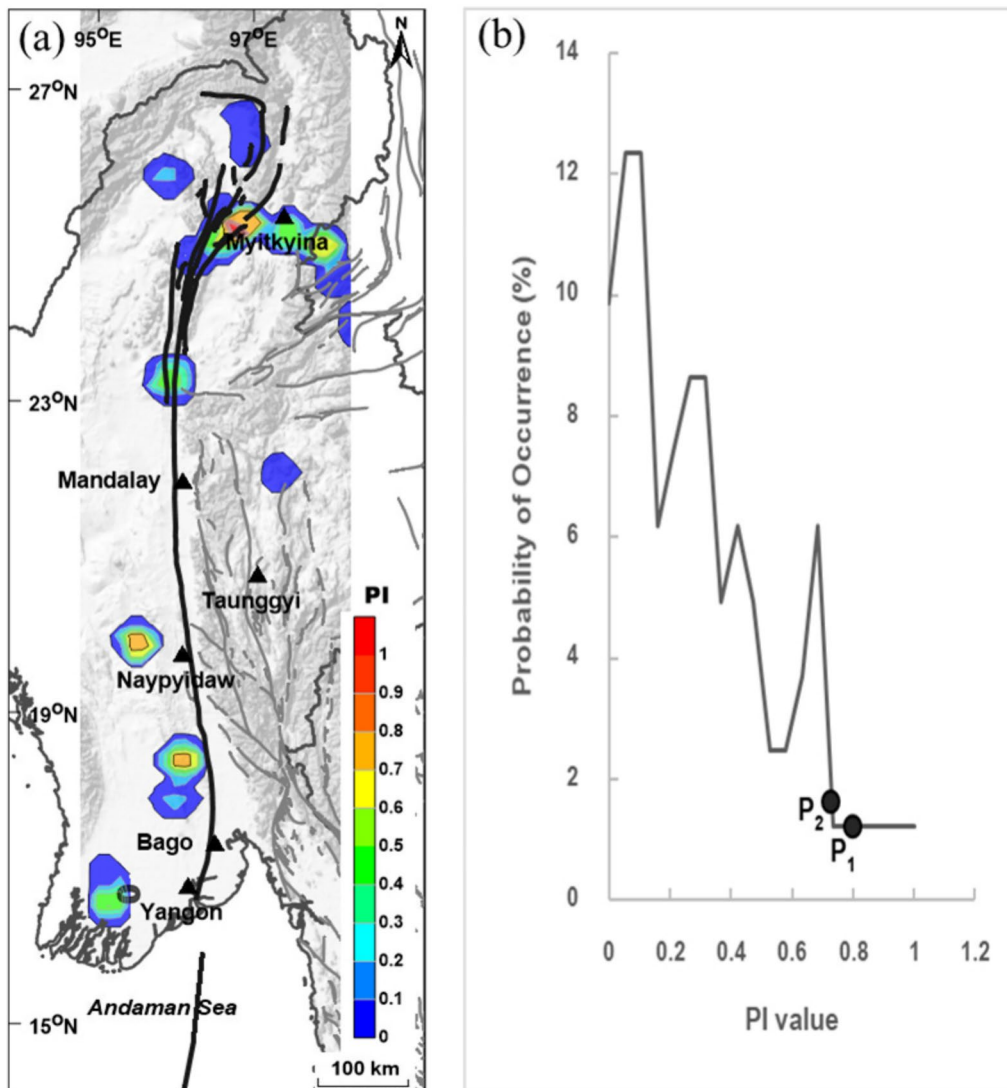 (a)
95°E
97°E
N
27°N
Myitkyina
23°N
Mandalay
Taunggyi
PI
1
0.9
0.8
0.7
0.6
0.5
0.4
0.3
0.2
0.1
0
Naypyidaw
19°N
Bago
Yangon
Andaman Sea
15°N
100 km
(b)
Probability of Occurrence (%)
14
12
10
8
6
4
2
0
P2
P1
0 0.2 0.4 0.6 0.8 1 1.2
PI value